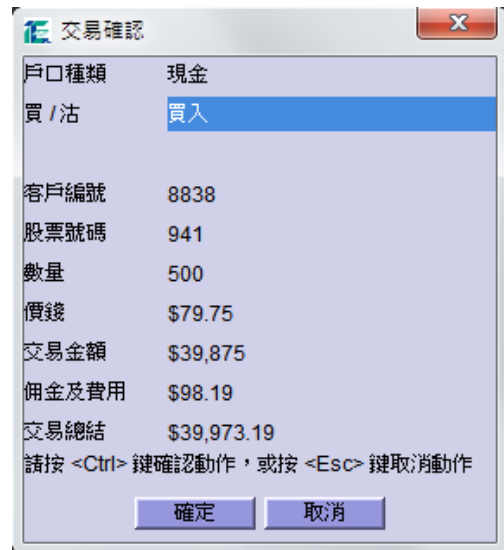 交易確認
戶口種類 現金
買 / 沽 買入
客戶編號 8838
股票號碼 941
數量 500
價錢 $79.75
交易金額 $39,875
佣金及費用 $98.19
交易總結 $39,973.19
請按 <Ctrl> 鍵確認動作，或按 <Esc> 鍵取消動作
確定 取消